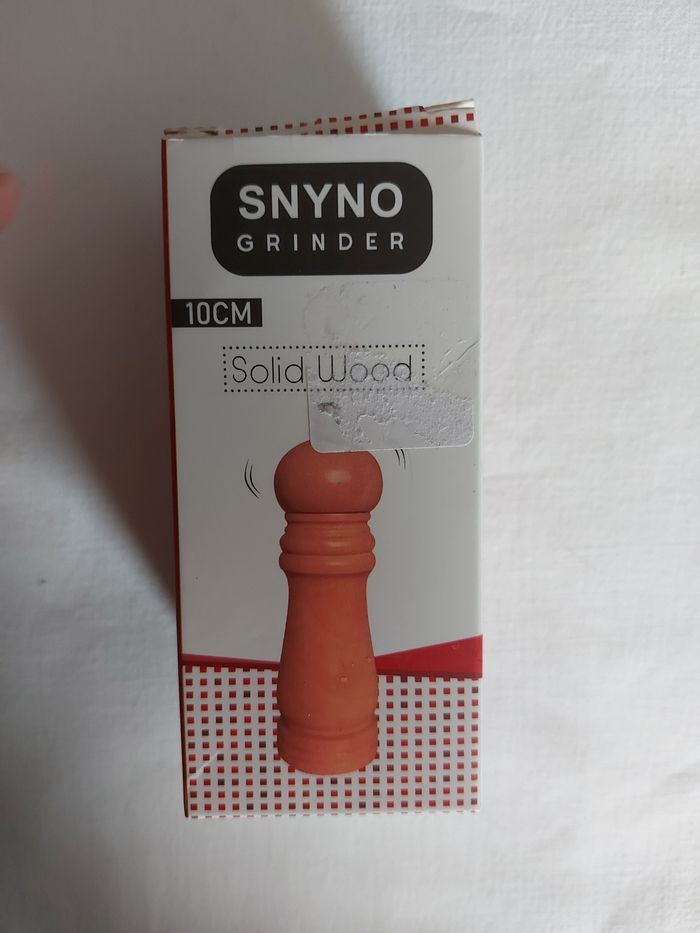 SNYNO
GRINDER
10CM
Solid Wood